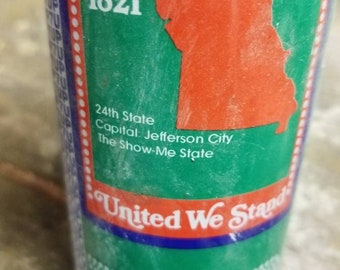 1821
24th State
Capital: Jefferson City
The Show-Me State
United We Stand